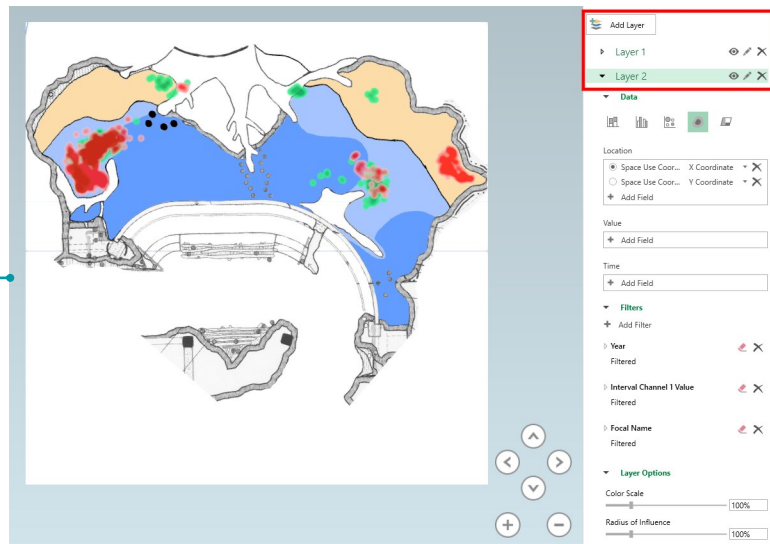 Add Layer
Layer 1
Layer 2
Data
Location
Space Use Coor... X Coordinate
Space Use Coor... Y Coordinate
+ Add Field
Value
+ Add Field
Time
+ Add Field
Filters
+ Add Filter
Year
Filtered
Interval Channel 1 Value
Filtered
Focal Name
Filtered
Layer Options
Color Scale
100%
Radius of Influence
100%